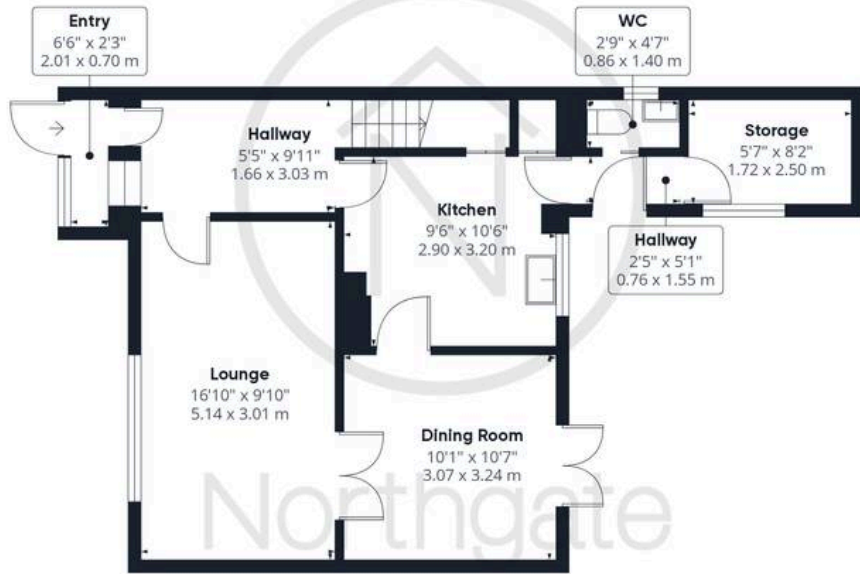 Entry
6'6" x 2'3"
2.01 x 0.70 m
WC
2'9" x 4'7"
0.86 x 1.40 m
Hallway
5'5" x 9'11"
1.66 x 3.03 m
Storage
5'7" x 8'2"
1.72 x 2.50 m
Kitchen
9'6" x 10'6"
2.90 x 3.20 m
Hallway
2'5" x 5'1"
0.76 x 1.55 m
Lounge
16'10" x 9'10"
5.14 x 3.01 m
Dining Room
10'1" x 10'7"
3.07 x 3.24 m
Northgate